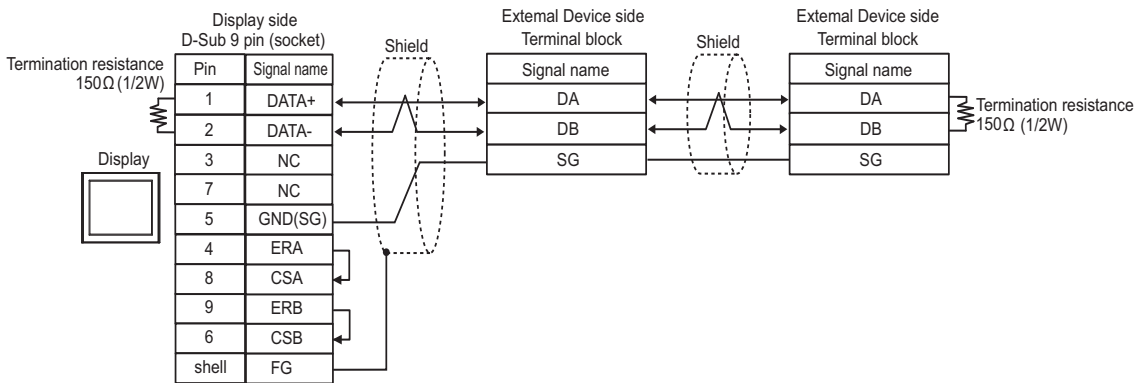 Display side
D-Sub 9 pin (socket)
Termination resistance
150Ω (1/2W)
Pin Signal name
1 DATA+
2 DATA-
3 NC
7 NC
5 GND(SG)
4 ERA
8 CSA
9 ERB
6 CSB
shell FG
Display
Shield
External Device side
Terminal block
Signal name
DA
DB
SG
Shield
External Device side
Terminal block
Signal name
DA
DB
SG
Termination resistance
150Ω (1/2W)